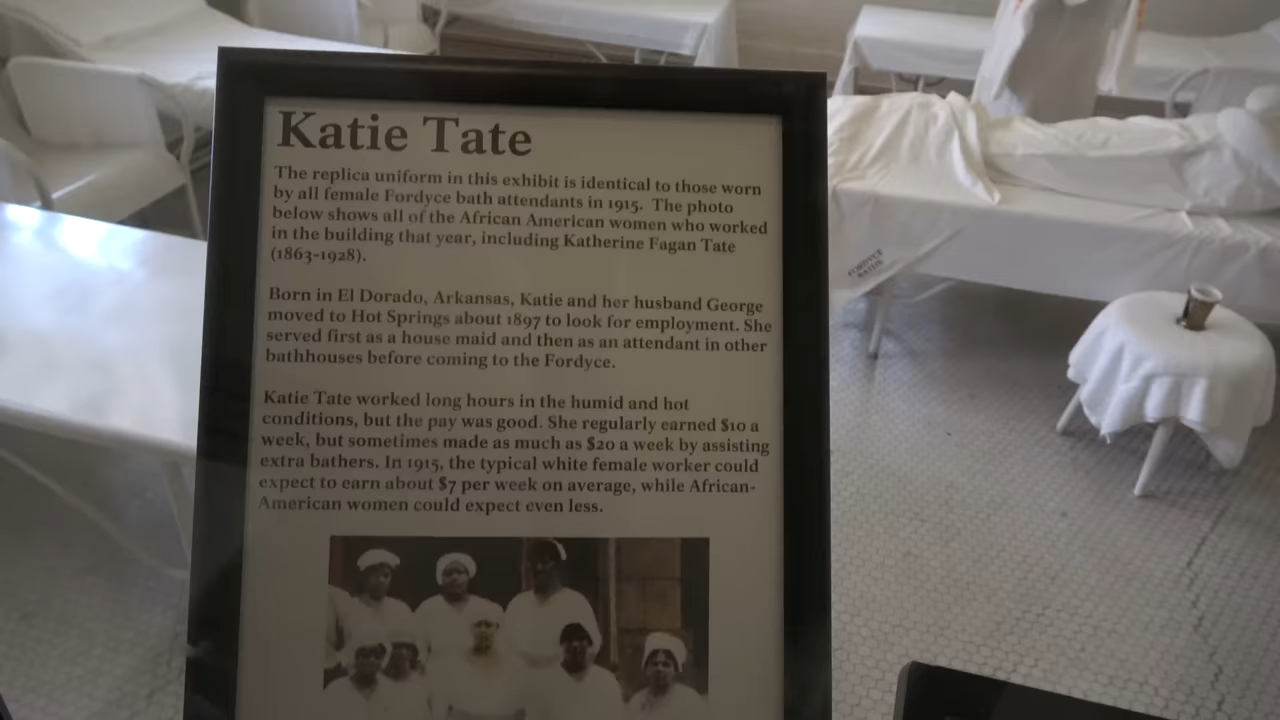 Katie Tate
The replica uniform in this exhibit is identical to those worn
by all female Fordyce bath attendants in 1915.  The photo
below shows all of the African American women who worked
in the building that year, including Katherine Fagan Tate
(1863-1928).
Born in El Dorado, Arkansas, Katie and her husband George
moved to Hot Springs about 1897 to look for employment. She
served first as a house maid and then as an attendant in other
bathhouses before coming to the Fordyce.
Katie Tate worked long hours in the humid and hot
conditions, but the pay was good. She regularly earned $10 a
week, but sometimes made as much as $20 a week by assisting
extra bathers. In 1915, the typical white female worker could
expect to earn about $7 per week on average, while African-
American women could expect even less.
FORDYCE
BATHS